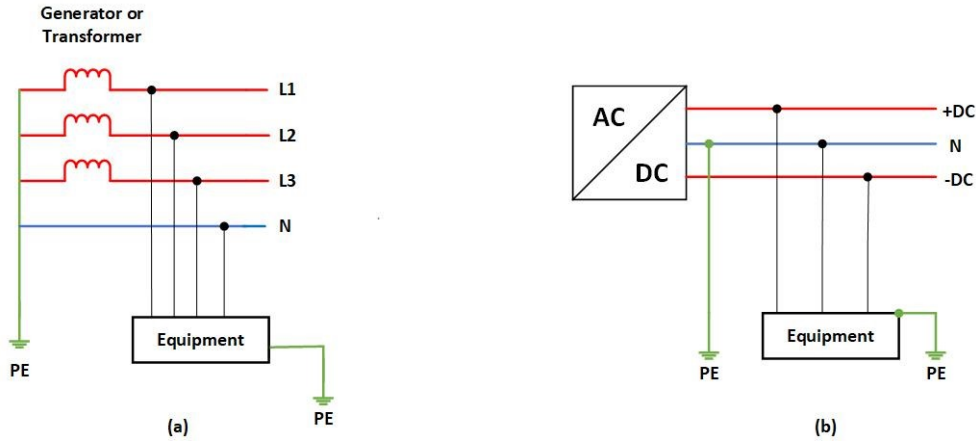 Generator or
Transformer
L1
L2
L3
N
Equipment
PE
PE
(a)
AC
DC
+DC
N
-DC
Equipment
PE
PE
(b)